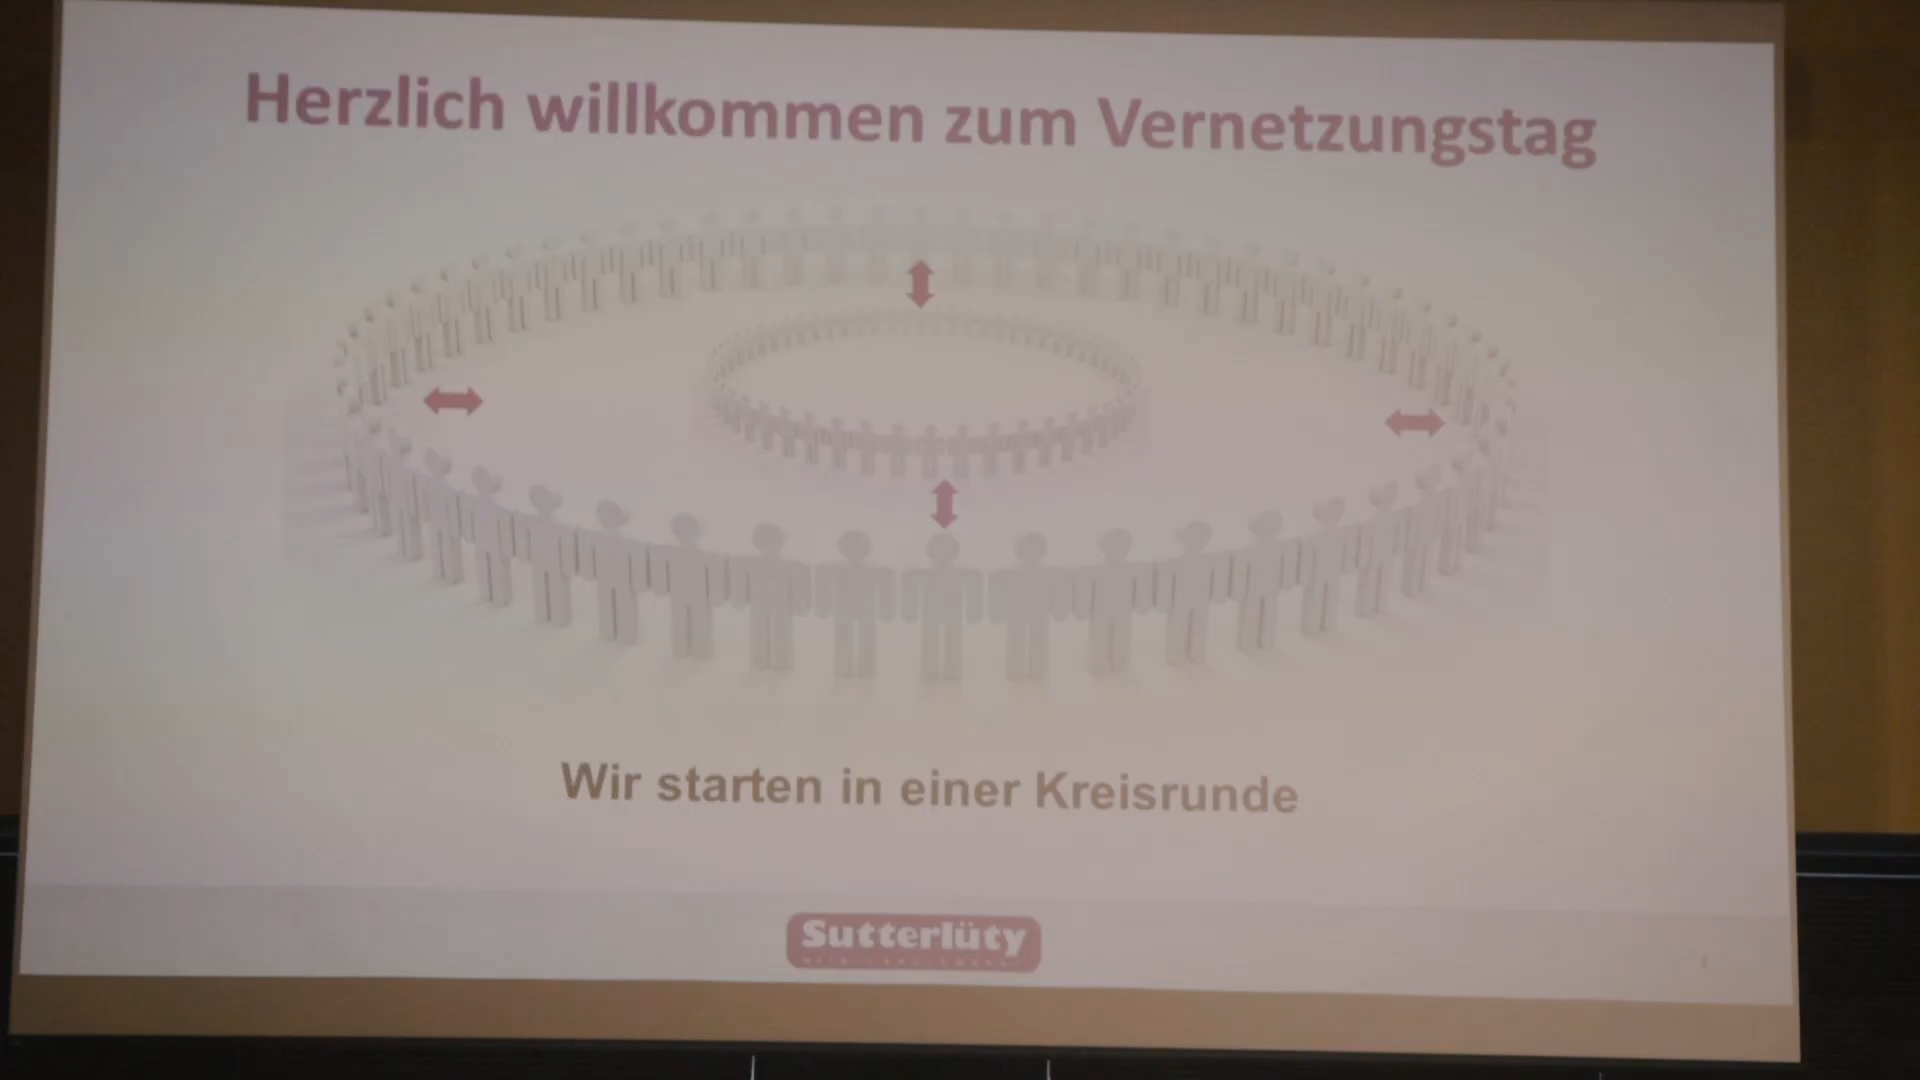 Herzlich willkommen zum Vernetzungstag
Wir starten in einer Kreisrunde
Sutterlüty